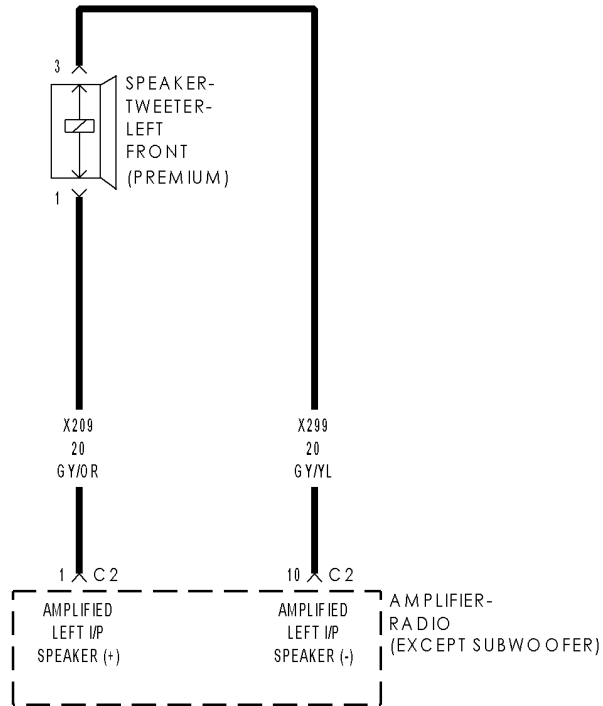 3
SPEAKER-
TWEETER-
LEFT
FRONT
(PREMIUM)
1
X209
20
GY/OR
X299
20
GY/YL
1 C2
10 C2
AMPLIFIED
LEFT I/P
SPEAKER (+)
AMPLIFIED
LEFT I/P
SPEAKER (-)
AMPLIFIER-
RADIO
(EXCEPT SUBWOOFER)